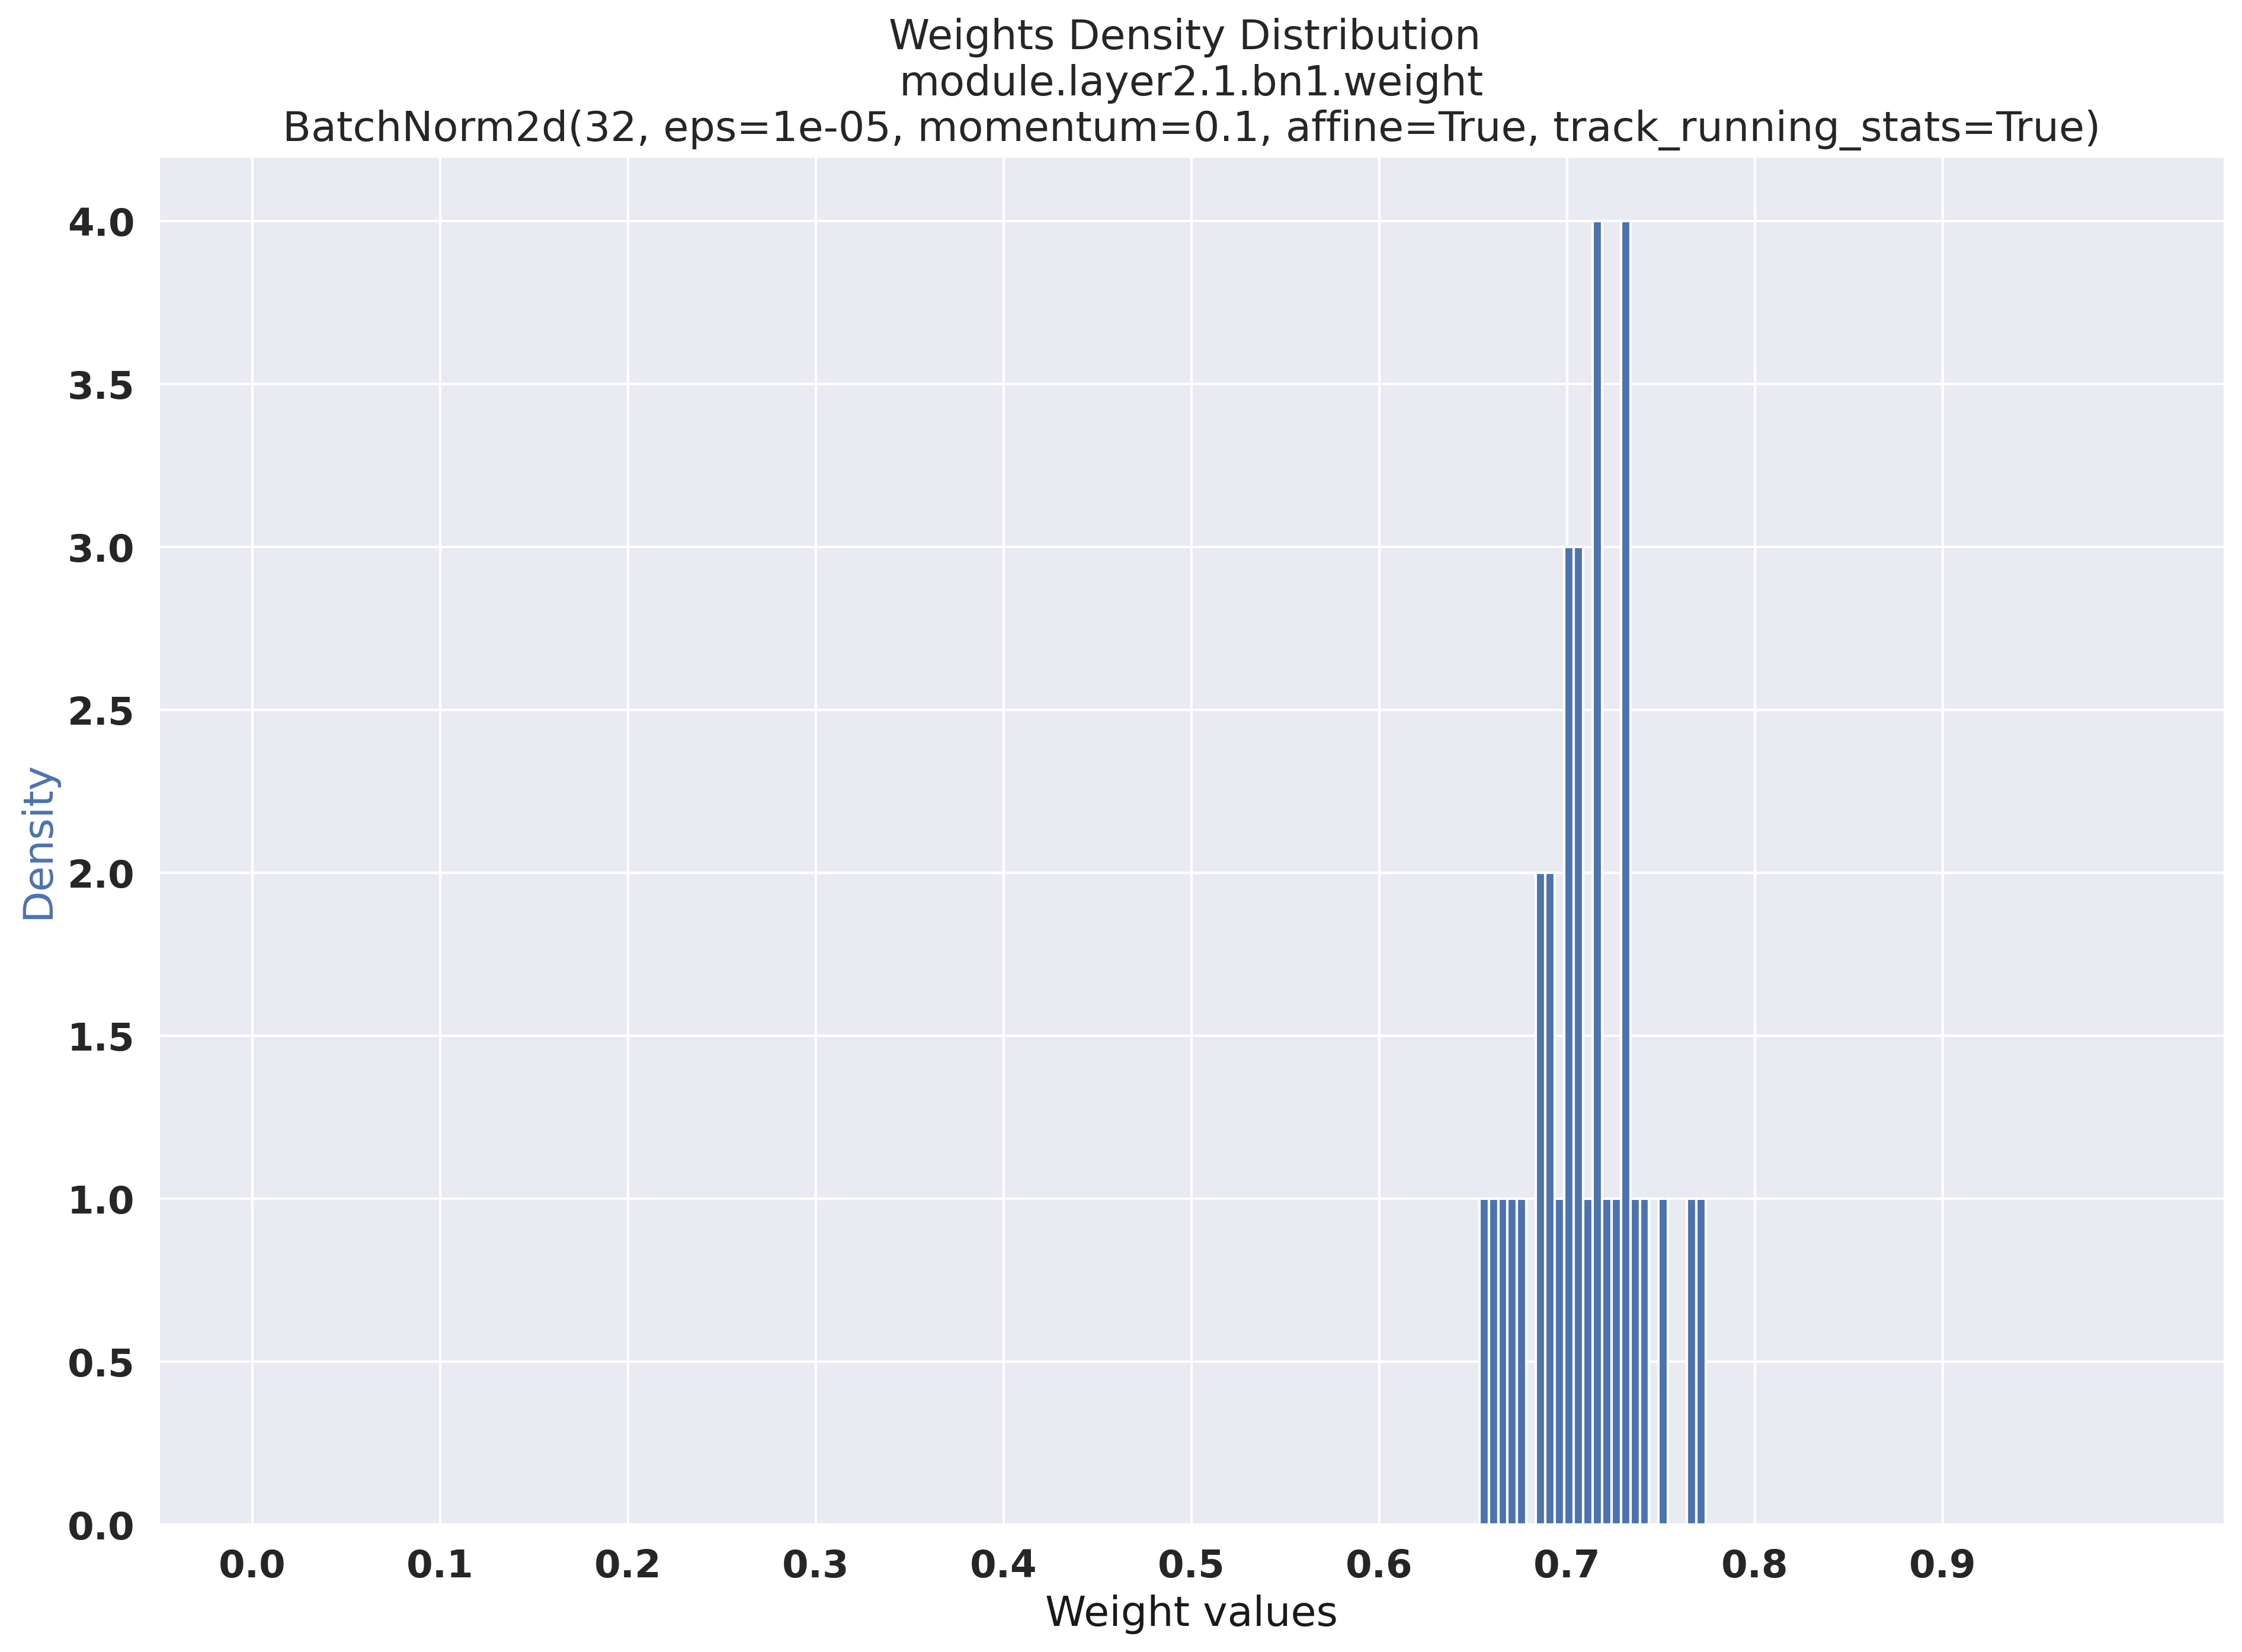 Weights Density Distribution
module.layer2.1.bn1.weight
BatchNorm2d(32, eps=1e-05, momentum=0.1, affine=True, track_running_stats=True)
4.0
3.5
3.0
2.5
2.0
1.5
1.0
0.5
0.0
Density
0.0 0.1 0.2 0.3 0.4 0.5 0.6 0.7 0.8 0.9
Weight values